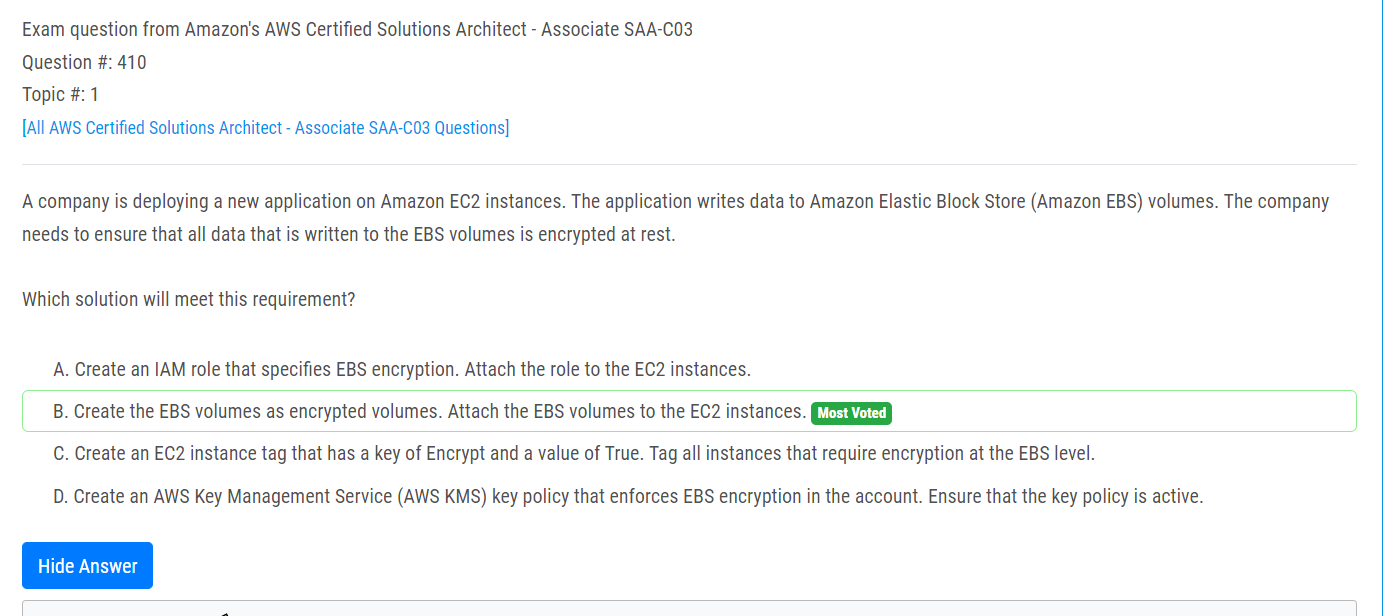 Exam question from Amazon's AWS Certified Solutions Architect - Associate SAA-C03
Question #: 410
Topic #: 1
[All AWS Certified Solutions Architect - Associate SAA-C03 Questions]
A company is deploying a new application on Amazon EC2 instances. The application writes data to Amazon Elastic Block Store (Amazon EBS) volumes. The company
needs to ensure that all data that is written to the EBS volumes is encrypted at rest.
Which solution will meet this requirement?
A. Create an IAM role that specifies EBS encryption. Attach the role to the EC2 instances.
B. Create the EBS volumes as encrypted volumes. Attach the EBS volumes to the EC2 instances. Most Voted
C. Create an EC2 instance tag that has a key of Encrypt and a value of True. Tag all instances that require encryption at the EBS level.
D. Create an AWS Key Management Service (AWS KMS) key policy that enforces EBS encryption in the account. Ensure that the key policy is active.
Hide Answer